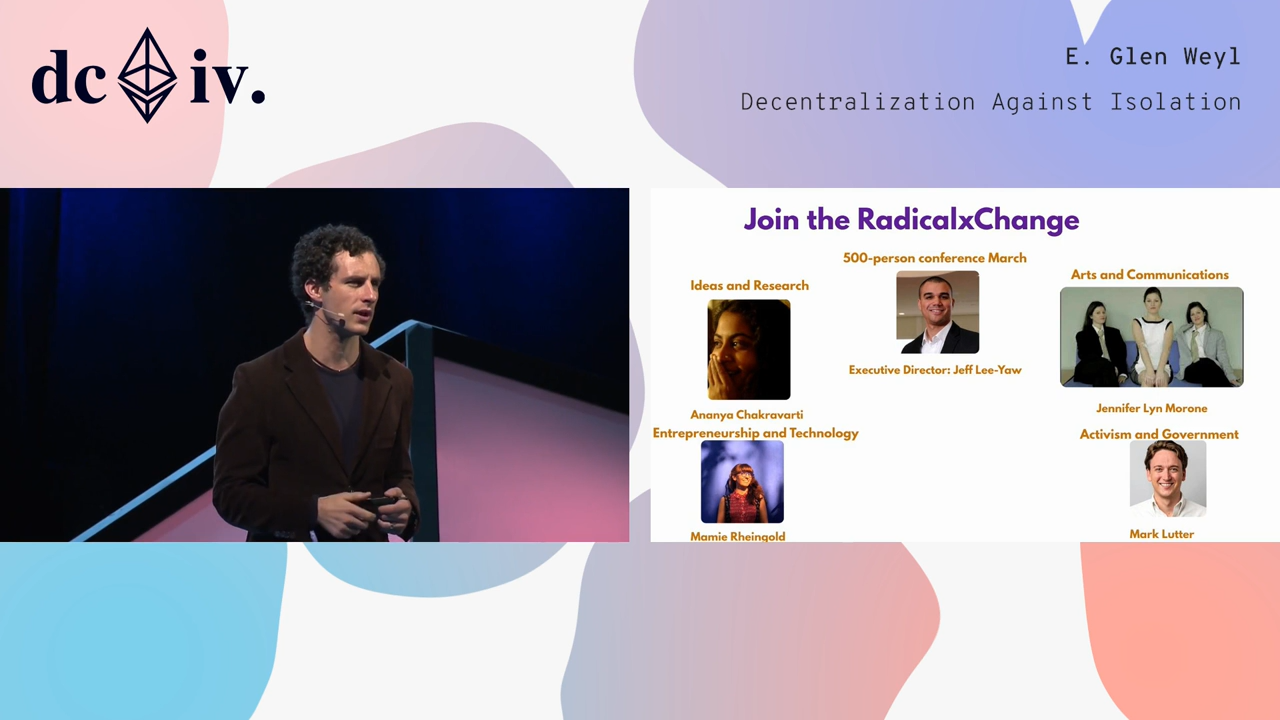 dc iv.
E. Glen Weyl
Decentralization Against Isolation
Join the RadicalxChange
500-person conference March
Ideas and Research
Arts and Communications
Executive Director: Jeff Lee-Yaw
Ananya Chakravarti
Jennifer Lyn Morone
Entrepreneurship and Technology
Activism and Government
Mamie Rheingold
Mark Lutter